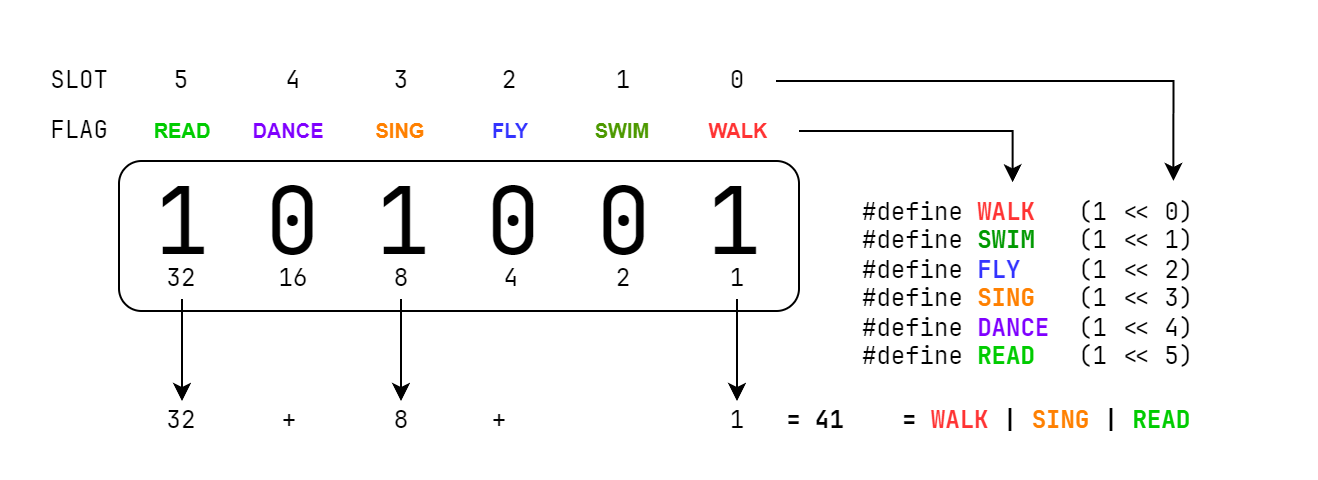 SLOT 5 4 3 2 1 0
FLAG READ DANCE SING FLY SWIM WALK
1 0 1 0 0 1
32 16 8 4 2 1
#define WALK (1 << 0)
#define SWIM (1 << 1)
#define FLY (1 << 2)
#define SING (1 << 3)
#define DANCE (1 << 4)
#define READ (1 << 5)
32 + 8 + 1 = 41 = WALK | SING | READ